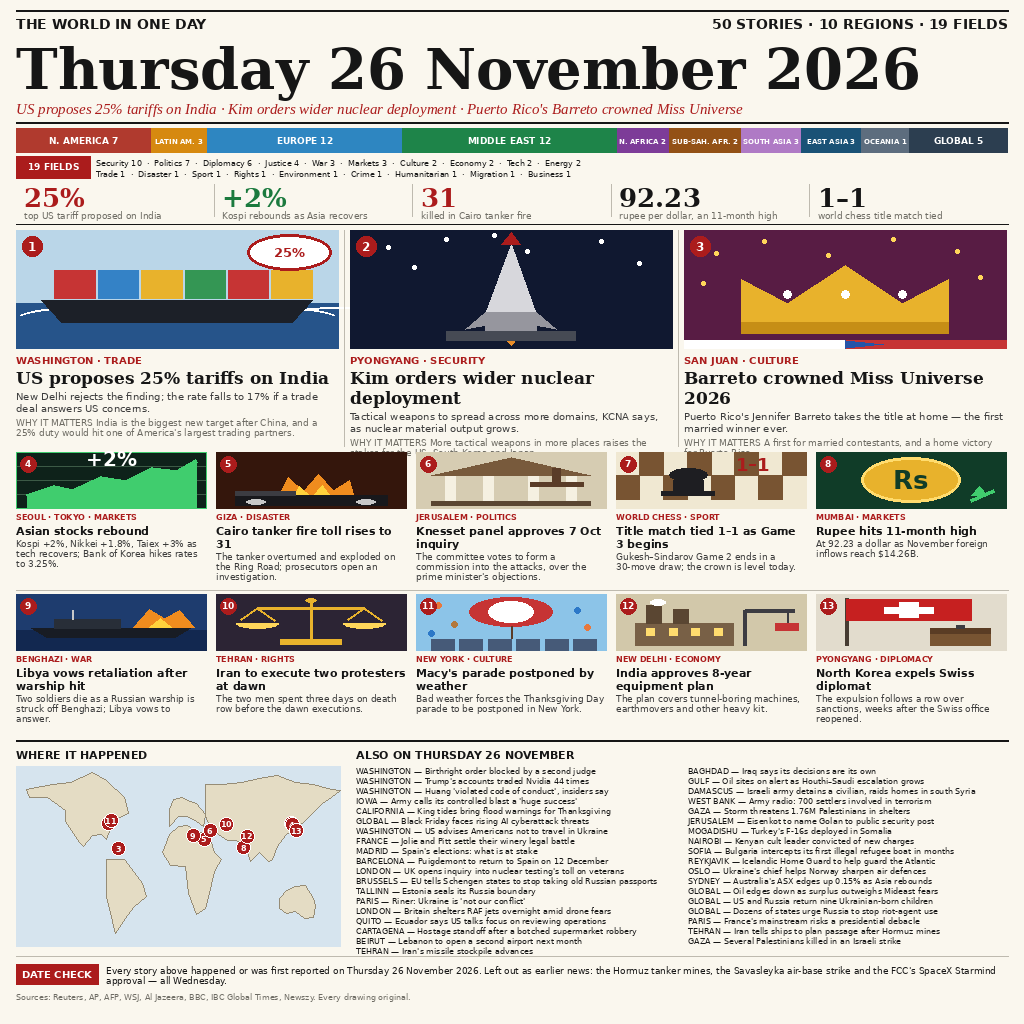 THE WORLD IN ONE DAY
50 STORIES · 10 REGIONS · 19 FIELDS
Thursday 26 November 2026
US proposes 25% tariffs on India · Kim orders wider nuclear deployment · Puerto Rico's Barreto crowned Miss Universe
N. AMERICA 7
LATIN AM. 3
EUROPE 12
MIDDLE EAST 12
N. AFRICA 2
SUB-SAH. AFR. 2
SOUTH ASIA 3
EAST ASIA 3
OCEANIA 1
GLOBAL 5
19 FIELDS
Security 10 · Politics 7 · Diplomacy 6 · Justice 4 · War 3 · Markets 3 · Culture 2 · Economy 2 · Tech 2 · Energy 2
Trade 1 · Disaster 1 · Sport 1 · Rights 1 · Environment 1 · Crime 1 · Humanitarian 1 · Migration 1 · Business 1
25%
top US tariff proposed on India
+2%
Kospi rebounds as Asia recovers
31
killed in Cairo tanker fire
92.23
rupee per dollar, an 11-month high
1–1
world chess title match tied
1
25%
WASHINGTON · TRADE
US proposes 25% tariffs on India
New Delhi rejects the finding; the rate falls to 17% if a trade
deal answers US concerns.
WHY IT MATTERS India is the biggest new target after China, and a
25% duty would hit one of America's largest trading partners.
2
PYONGYANG · SECURITY
Kim orders wider nuclear
deployment
Tactical weapons to spread across more domains, KCNA says,
as nuclear material output grows.
WHY IT MATTERS More tactical weapons in more places raises the
3
SAN JUAN · CULTURE
Barreto crowned Miss Universe
2026
Puerto Rico's Jennifer Barreto takes the title at home — the first
married winner ever.
WHY IT MATTERS A first for married contestants, and a home victory
4
+2%
SEOUL · TOKYO · MARKETS
Asian stocks rebound
Kospi +2%, Nikkei +1.8%, Taiex +3% as
tech recovers; Bank of Korea hikes rates
to 3.25%.
5
GIZA · DISASTER
Cairo tanker fire toll rises to
31
The tanker overturned and exploded on
the Ring Road; prosecutors open an
investigation.
6
JERUSALEM · POLITICS
Knesset panel approves 7 Oct
inquiry
The committee votes to form a
commission into the attacks, over the
prime minister's objections.
7
1–1
WORLD CHESS · SPORT
Title match tied 1–1 as Game
3 begins
Gukesh–Sindarov Game 2 ends in a
30-move draw; the crown is level today.
8
Rs
MUMBAI · MARKETS
Rupee hits 11-month high
At 92.23 a dollar as November foreign
inflows reach $14.26B.
9
BENGHAZI · WAR
Libya vows retaliation after
warship hit
Two soldiers die as a Russian warship is
struck off Benghazi; Libya vows to
answer.
10
TEHRAN · RIGHTS
Iran to execute two protesters
at dawn
The two men spent three days on death
row before the dawn executions.
11
NEW YORK · CULTURE
Macy's parade postponed by
weather
Bad weather forces the Thanksgiving Day
parade to be postponed in New York.
12
NEW DELHI · ECONOMY
India approves 8-year
equipment plan
The plan covers tunnel-boring machines,
earthmovers and other heavy kit.
13
PYONGYANG · DIPLOMACY
North Korea expels Swiss
diplomat
The expulsion follows a row over
sanctions, weeks after the Swiss office
reopened.
WHERE IT HAPPENED
11
3
9
6
10
12
8
13
ALSO ON THURSDAY 26 NOVEMBER
WASHINGTON — Birthright order blocked by a second judge
WASHINGTON — Trump's accounts traded Nvidia 44 times
WASHINGTON — Huang 'violated code of conduct', insiders say
IOWA — Army calls its controlled blast a 'huge success'
CALIFORNIA — King tides bring flood warnings for Thanksgiving
GLOBAL — Black Friday faces rising AI cyberattack threats
WASHINGTON — US advises Americans not to travel in Ukraine
FRANCE — Jolie and Pitt settle their winery legal battle
MADRID — Spain's elections: what is at stake
BARCELONA — Puigdemont to return to Spain on 12 December
LONDON — UK opens inquiry into nuclear testing's toll on veterans
BRUSSELS — EU tells Schengen states to stop taking old Russian passports
TALLINN — Estonia seals its Russia boundary
PARIS — Riner: Ukraine is 'not our conflict'
LONDON — Britain shelters RAF jets overnight amid drone fears
QUITO — Ecuador says US talks focus on reviewing operations
CARTAGENA — Hostage standoff after a botched supermarket robbery
BEIRUT — Lebanon to open a second airport next month
TEHRAN — Iran's missile stockpile advances
BAGHDAD — Iraq says its decisions are its own
GULF — Oil sites on alert as Houthi–Saudi escalation grows
DAMASCUS — Israeli army detains a civilian, raids homes in south Syria
WEST BANK — Army radio: 700 settlers involved in terrorism
GAZA — Storm threatens 1.76M Palestinians in shelters
JERUSALEM — Eisenkot to name Golan to public security post
MOGADISHU — Turkey's F-16s deployed in Somalia
NAIROBI — Kenyan cult leader convicted of new charges
SOFIA — Bulgaria intercepts its first illegal refugee boat in months
REYKJAVIK — Icelandic Home Guard to help guard the Atlantic
OSLO — Ukraine's chief helps Norway sharpen air defences
SYDNEY — Australia's ASX edges up 0.15% as Asia rebounds
GLOBAL — Oil edges down as surplus outweighs Mideast fears
GLOBAL — US and Russia return nine Ukrainian-born children
GLOBAL — Dozens of states urge Russia to stop riot-agent use
PARIS — France's mainstream risks a presidential debacle
TEHRAN — Iran tells ships to plan passage after Hormuz mines
GAZA — Several Palestinians killed in an Israeli strike
DATE CHECK
Every story above happened or was first reported on Thursday 26 November 2026. Left out as earlier news: the Hormuz tanker mines, the Savasleyka air-base strike and the FCC's SpaceX Starmind
approval — all Wednesday.
Sources: Reuters, AP, AFP, WSJ, Al Jazeera, BBC, IBC Global Times, Newszy. Every drawing original.